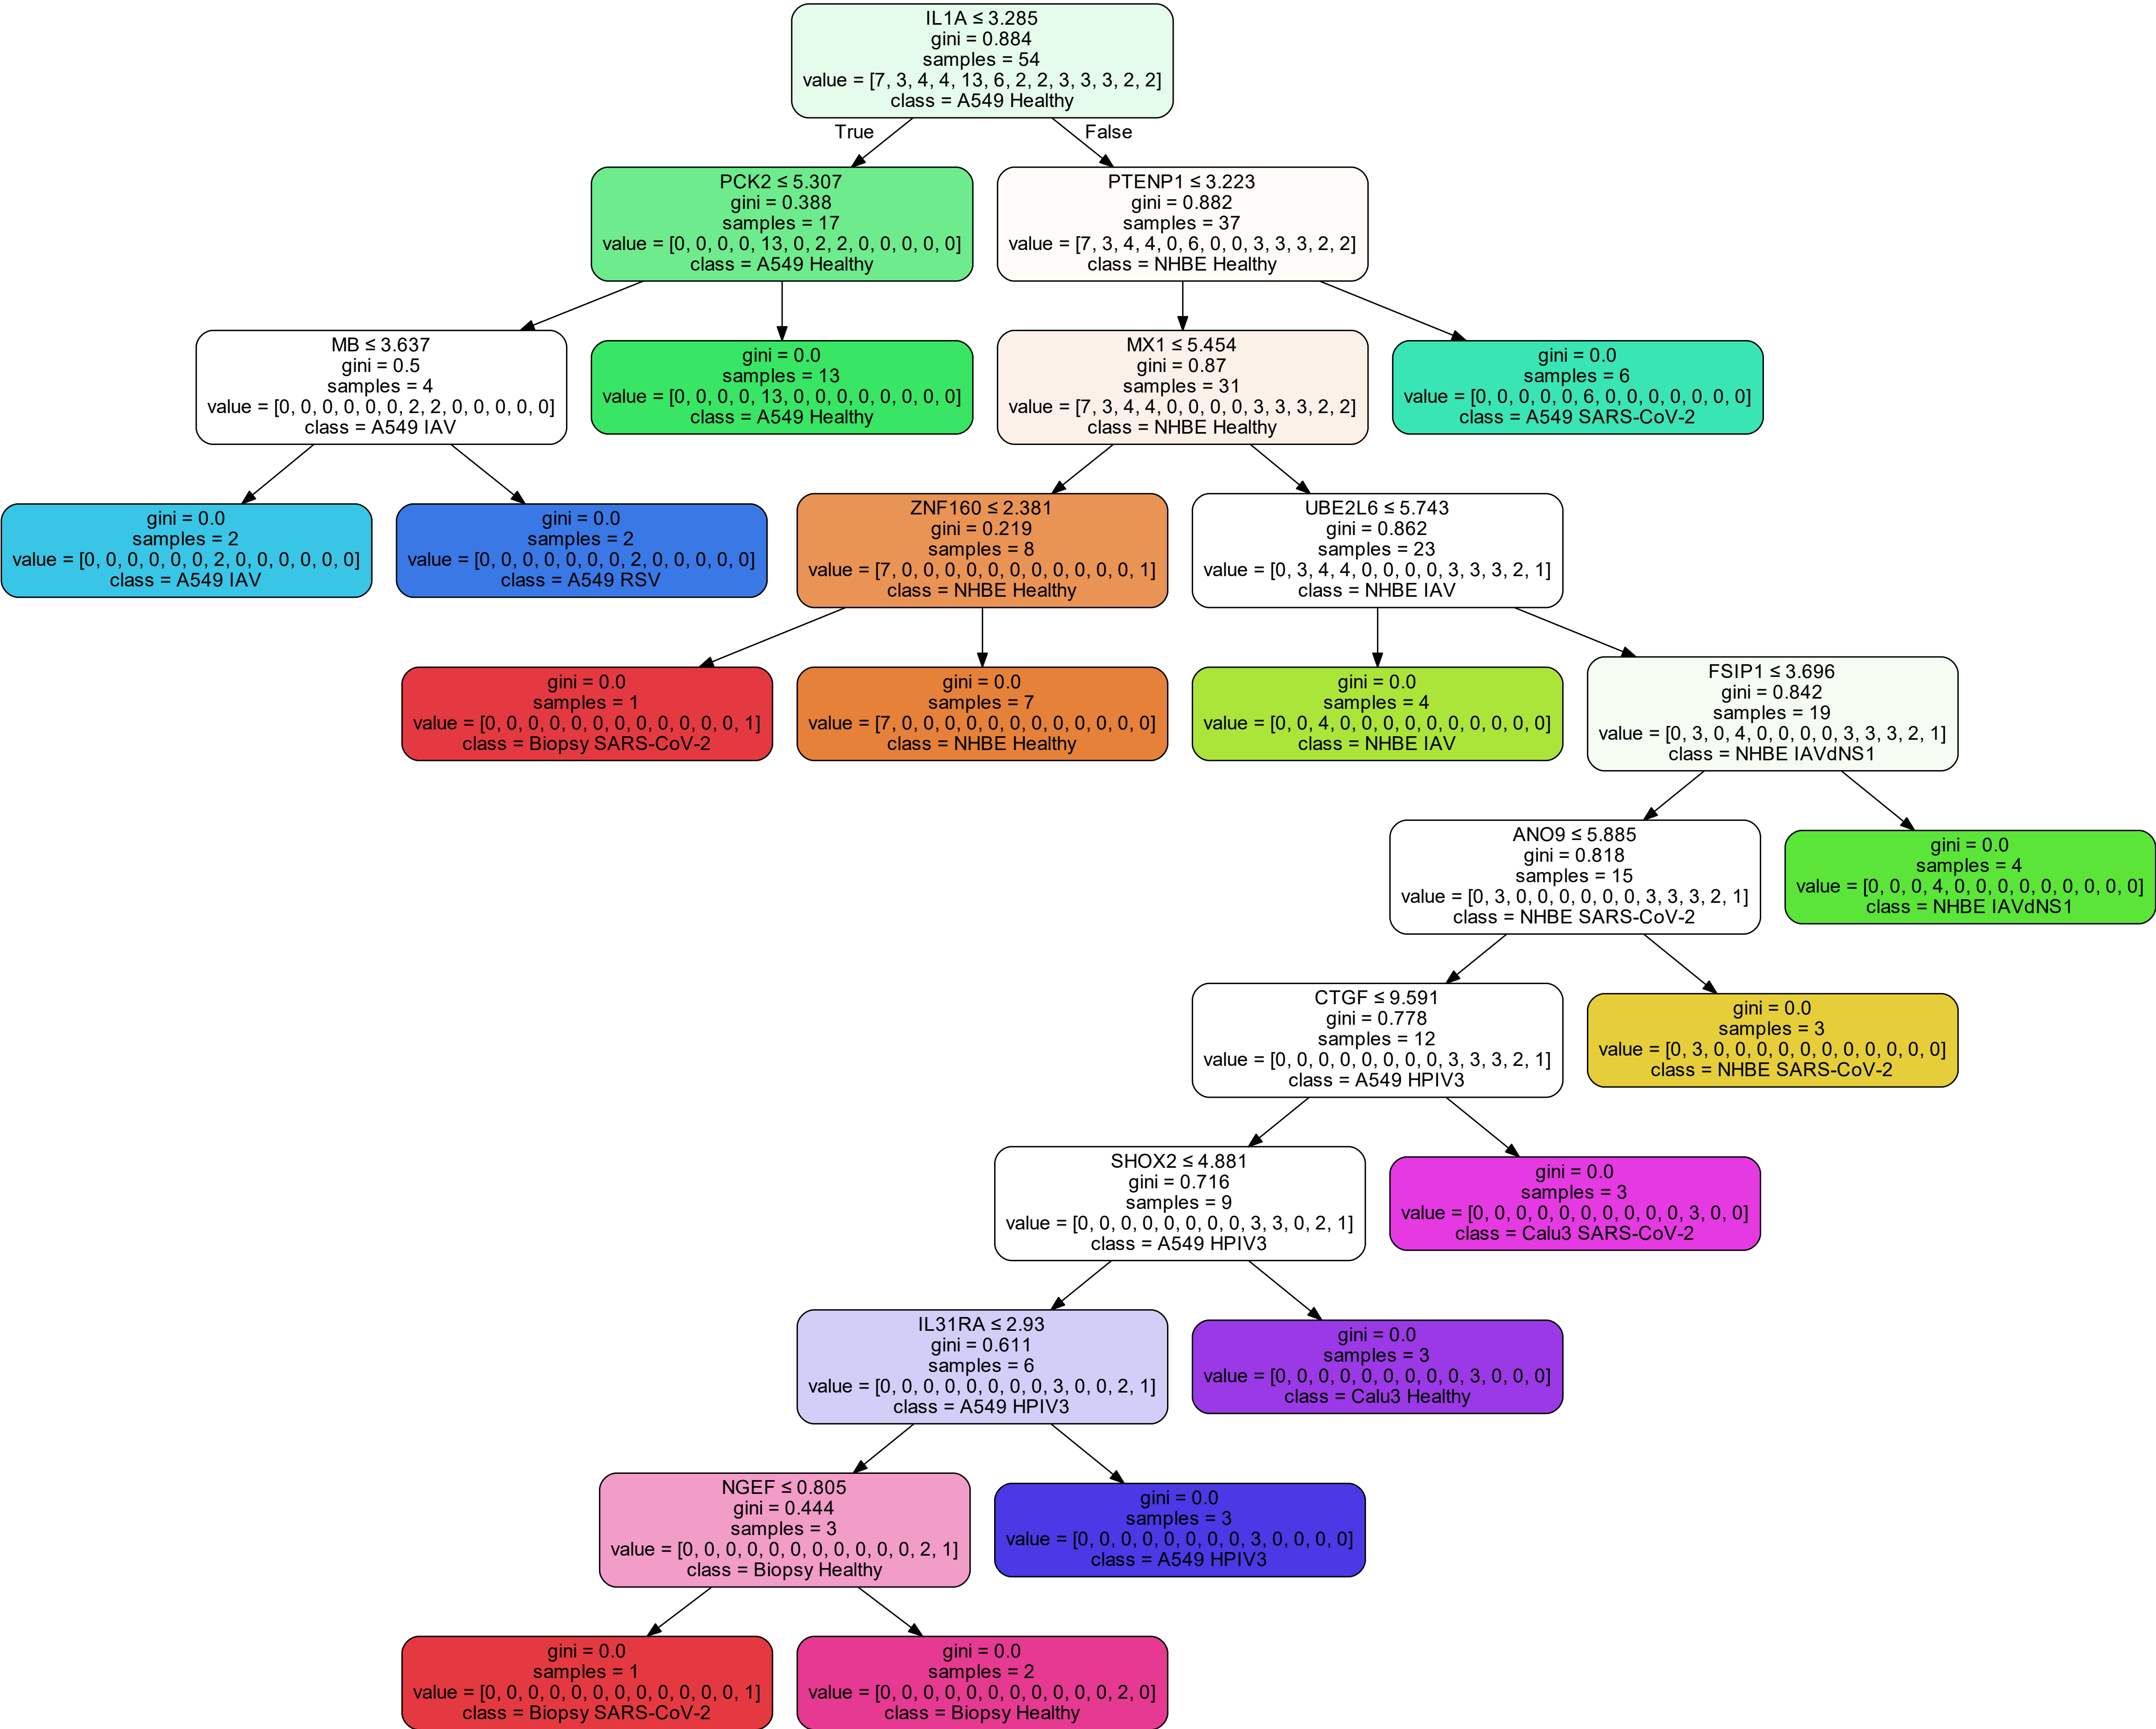 IL1A ≤ 3.285
gini = 0.884
samples = 54
value = [7, 3, 4, 4, 13, 6, 2, 2, 3, 3, 3, 2, 2]
class = A549 Healthy
True
False
PCK2 ≤ 5.307
gini = 0.388
samples = 17
value = [0, 0, 0, 0, 13, 0, 2, 2, 0, 0, 0, 0, 0]
class = A549 Healthy
PTENP1 ≤ 3.223
gini = 0.882
samples = 37
value = [7, 3, 4, 4, 0, 6, 0, 0, 3, 3, 3, 2, 2]
class = NHBE Healthy
MB ≤ 3.637
gini = 0.5
samples = 4
value = [0, 0, 0, 0, 0, 0, 2, 2, 0, 0, 0, 0, 0]
class = A549 IAV
gini = 0.0
samples = 13
value = [0, 0, 0, 0, 13, 0, 0, 0, 0, 0, 0, 0, 0]
class = A549 Healthy
MX1 ≤ 5.454
gini = 0.87
samples = 31
value = [7, 3, 4, 4, 0, 0, 0, 0, 3, 3, 3, 2, 2]
class = NHBE Healthy
gini = 0.0
samples = 6
value = [0, 0, 0, 0, 0, 6, 0, 0, 0, 0, 0, 0, 0]
class = A549 SARS-CoV-2
gini = 0.0
samples = 2
value = [0, 0, 0, 0, 0, 0, 2, 0, 0, 0, 0, 0, 0]
class = A549 IAV
gini = 0.0
samples = 2
value = [0, 0, 0, 0, 0, 0, 0, 2, 0, 0, 0, 0, 0]
class = A549 RSV
ZNF160 ≤ 2.381
gini = 0.219
samples = 8
value = [7, 0, 0, 0, 0, 0, 0, 0, 0, 0, 0, 0, 1]
class = NHBE Healthy
UBE2L6 ≤ 5.743
gini = 0.862
samples = 23
value = [0, 3, 4, 4, 0, 0, 0, 0, 3, 3, 3, 2, 1]
class = NHBE IAV
gini = 0.0
samples = 1
value = [0, 0, 0, 0, 0, 0, 0, 0, 0, 0, 0, 0, 1]
class = Biopsy SARS-CoV-2
gini = 0.0
samples = 7
value = [7, 0, 0, 0, 0, 0, 0, 0, 0, 0, 0, 0, 0]
class = NHBE Healthy
gini = 0.0
samples = 4
value = [0, 0, 4, 0, 0, 0, 0, 0, 0, 0, 0, 0, 0]
class = NHBE IAV
FSIP1 ≤ 3.696
gini = 0.842
samples = 19
value = [0, 3, 0, 4, 0, 0, 0, 0, 3, 3, 3, 2, 1]
class = NHBE IAVdNS1
ANO9 ≤ 5.885
gini = 0.818
samples = 15
value = [0, 3, 0, 0, 0, 0, 0, 0, 3, 3, 3, 2, 1]
class = NHBE SARS-CoV-2
gini = 0.0
samples = 4
value = [0, 0, 0, 4, 0, 0, 0, 0, 0, 0, 0, 0, 0]
class = NHBE IAVdNS1
CTGF ≤ 9.591
gini = 0.778
samples = 12
value = [0, 0, 0, 0, 0, 0, 0, 0, 3, 3, 3, 2, 1]
class = A549 HPIV3
gini = 0.0
samples = 3
value = [0, 3, 0, 0, 0, 0, 0, 0, 0, 0, 0, 0, 0]
class = NHBE SARS-CoV-2
SHOX2 ≤ 4.881
gini = 0.716
samples = 9
value = [0, 0, 0, 0, 0, 0, 0, 0, 3, 3, 0, 2, 1]
class = A549 HPIV3
gini = 0.0
samples = 3
value = [0, 0, 0, 0, 0, 0, 0, 0, 0, 0, 3, 0, 0]
class = Calu3 SARS-CoV-2
IL31RA ≤ 2.93
gini = 0.611
samples = 6
value = [0, 0, 0, 0, 0, 0, 0, 0, 3, 0, 0, 2, 1]
class = A549 HPIV3
gini = 0.0
samples = 3
value = [0, 0, 0, 0, 0, 0, 0, 0, 0, 3, 0, 0, 0]
class = Calu3 Healthy
NGEF ≤ 0.805
gini = 0.444
samples = 3
value = [0, 0, 0, 0, 0, 0, 0, 0, 0, 0, 0, 2, 1]
class = Biopsy Healthy
gini = 0.0
samples = 3
value = [0, 0, 0, 0, 0, 0, 0, 0, 3, 0, 0, 0, 0]
class = A549 HPIV3
gini = 0.0
samples = 1
value = [0, 0, 0, 0, 0, 0, 0, 0, 0, 0, 0, 0, 1]
class = Biopsy SARS-CoV-2
gini = 0.0
samples = 2
value = [0, 0, 0, 0, 0, 0, 0, 0, 0, 0, 0, 2, 0]
class = Biopsy Healthy